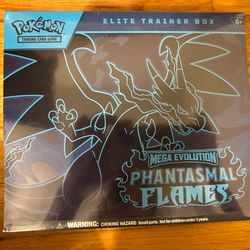 POKÉMON
TRADING CARD GAME
ELITE TRAINER BOX
6+
MEGA EVOLUTION
PHANTASMAL
FLAMES
WARNING: CHOKING HAZARD. Small parts. Not for children under 3 years.